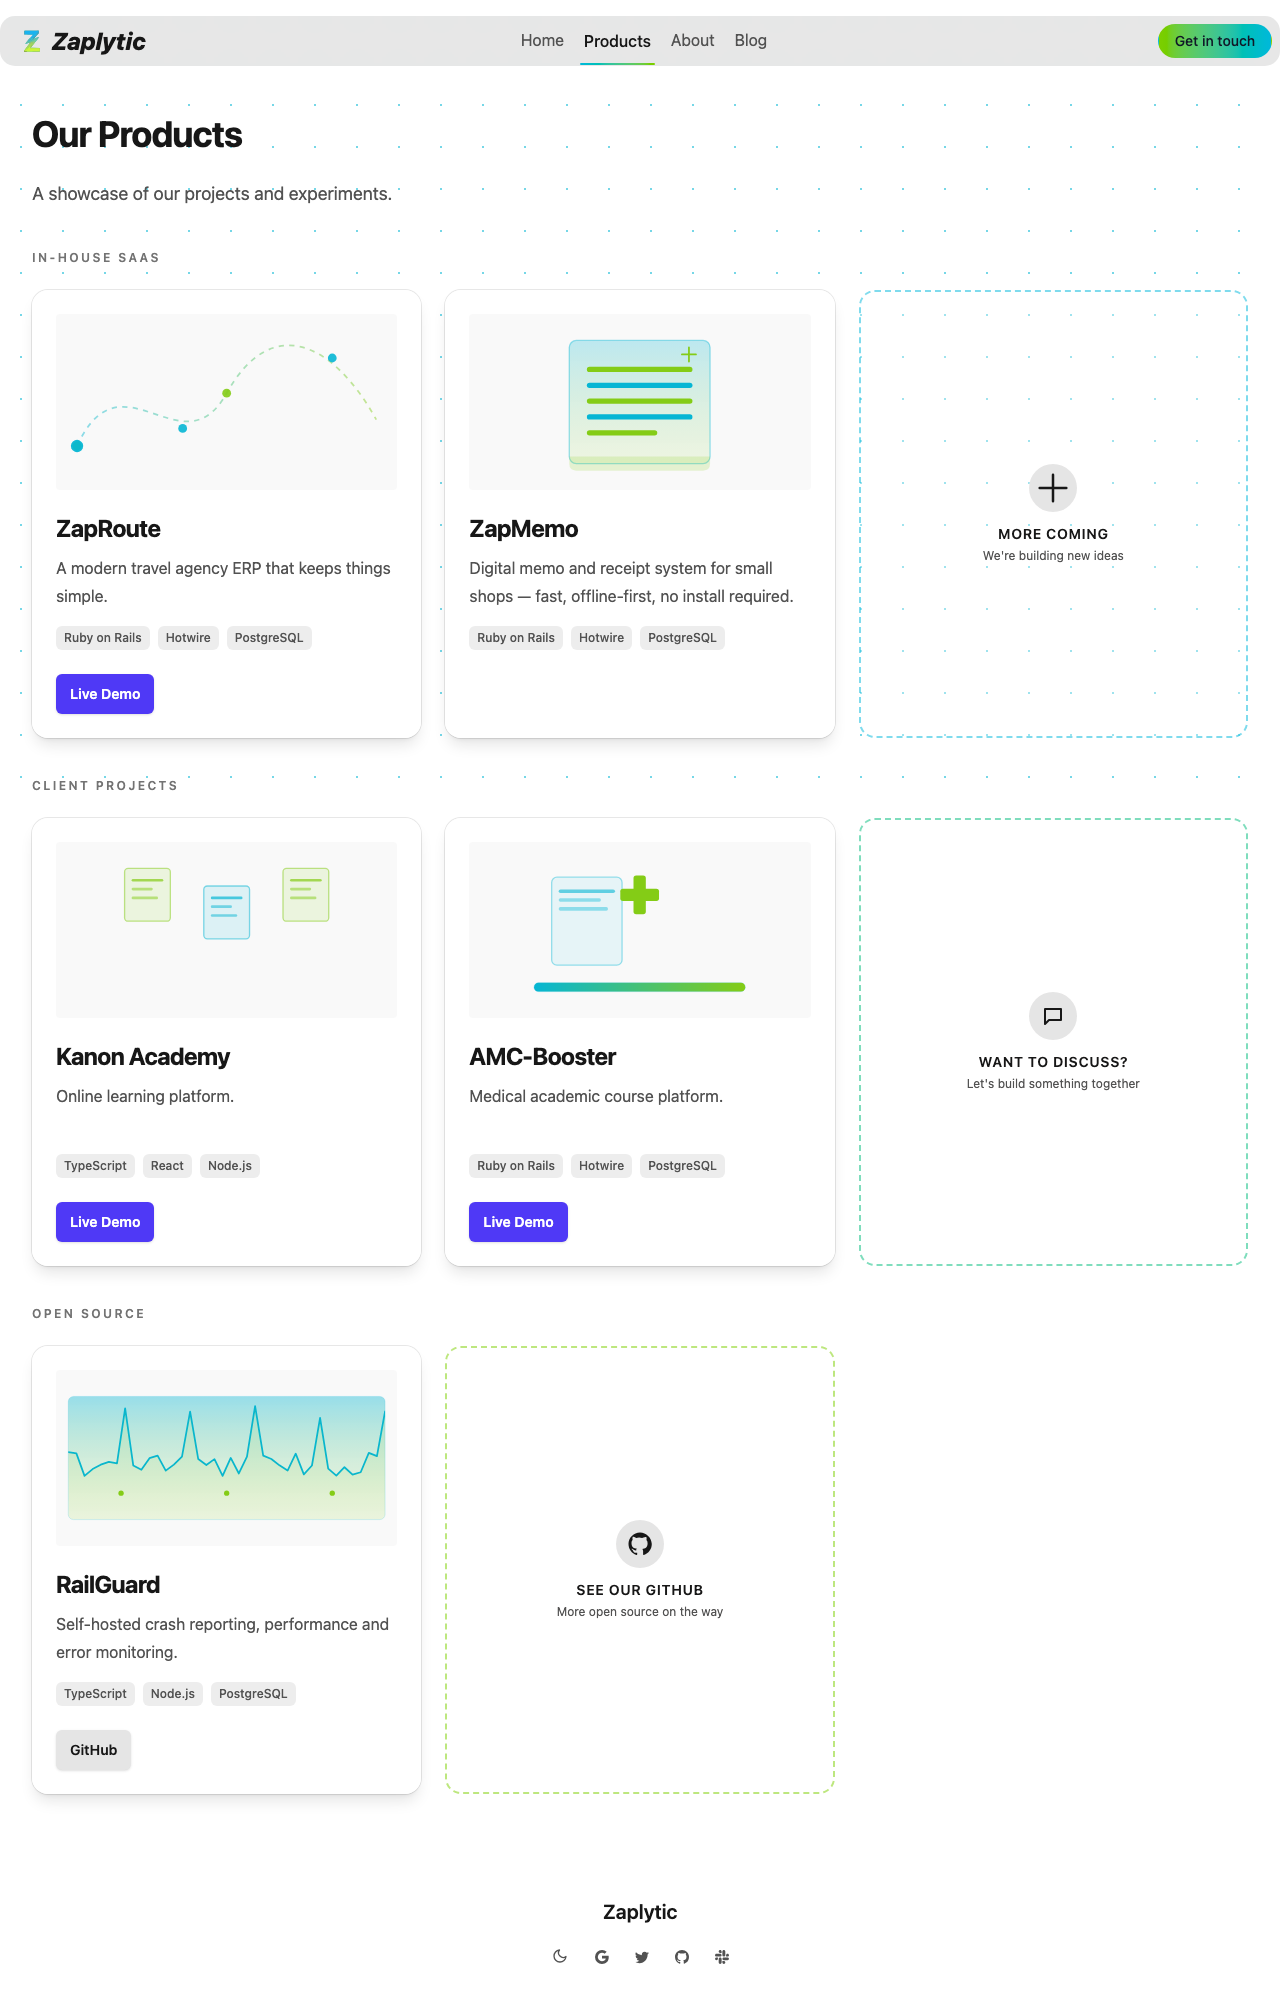 Zaplytic
Home
Products
About
Blog
Get in touch
Our Products
A showcase of our projects and experiments.
IN-HOUSE SAAS
ZapRoute
A modern travel agency ERP that keeps things
simple.
Ruby on Rails
Hotwire
PostgreSQL
Live Demo
ZapMemo
Digital memo and receipt system for small
shops — fast, offline-first, no install required.
Ruby on Rails
Hotwire
PostgreSQL
MORE COMING
We're building new ideas
CLIENT PROJECTS
Kanon Academy
Online learning platform.
TypeScript
React
Node.js
Live Demo
AMC-Booster
Medical academic course platform.
Ruby on Rails
Hotwire
PostgreSQL
Live Demo
WANT TO DISCUSS?
Let's build something together
OPEN SOURCE
RailGuard
Self-hosted crash reporting, performance and
error monitoring.
TypeScript
Node.js
PostgreSQL
GitHub
SEE OUR GITHUB
More open source on the way
Zaplytic